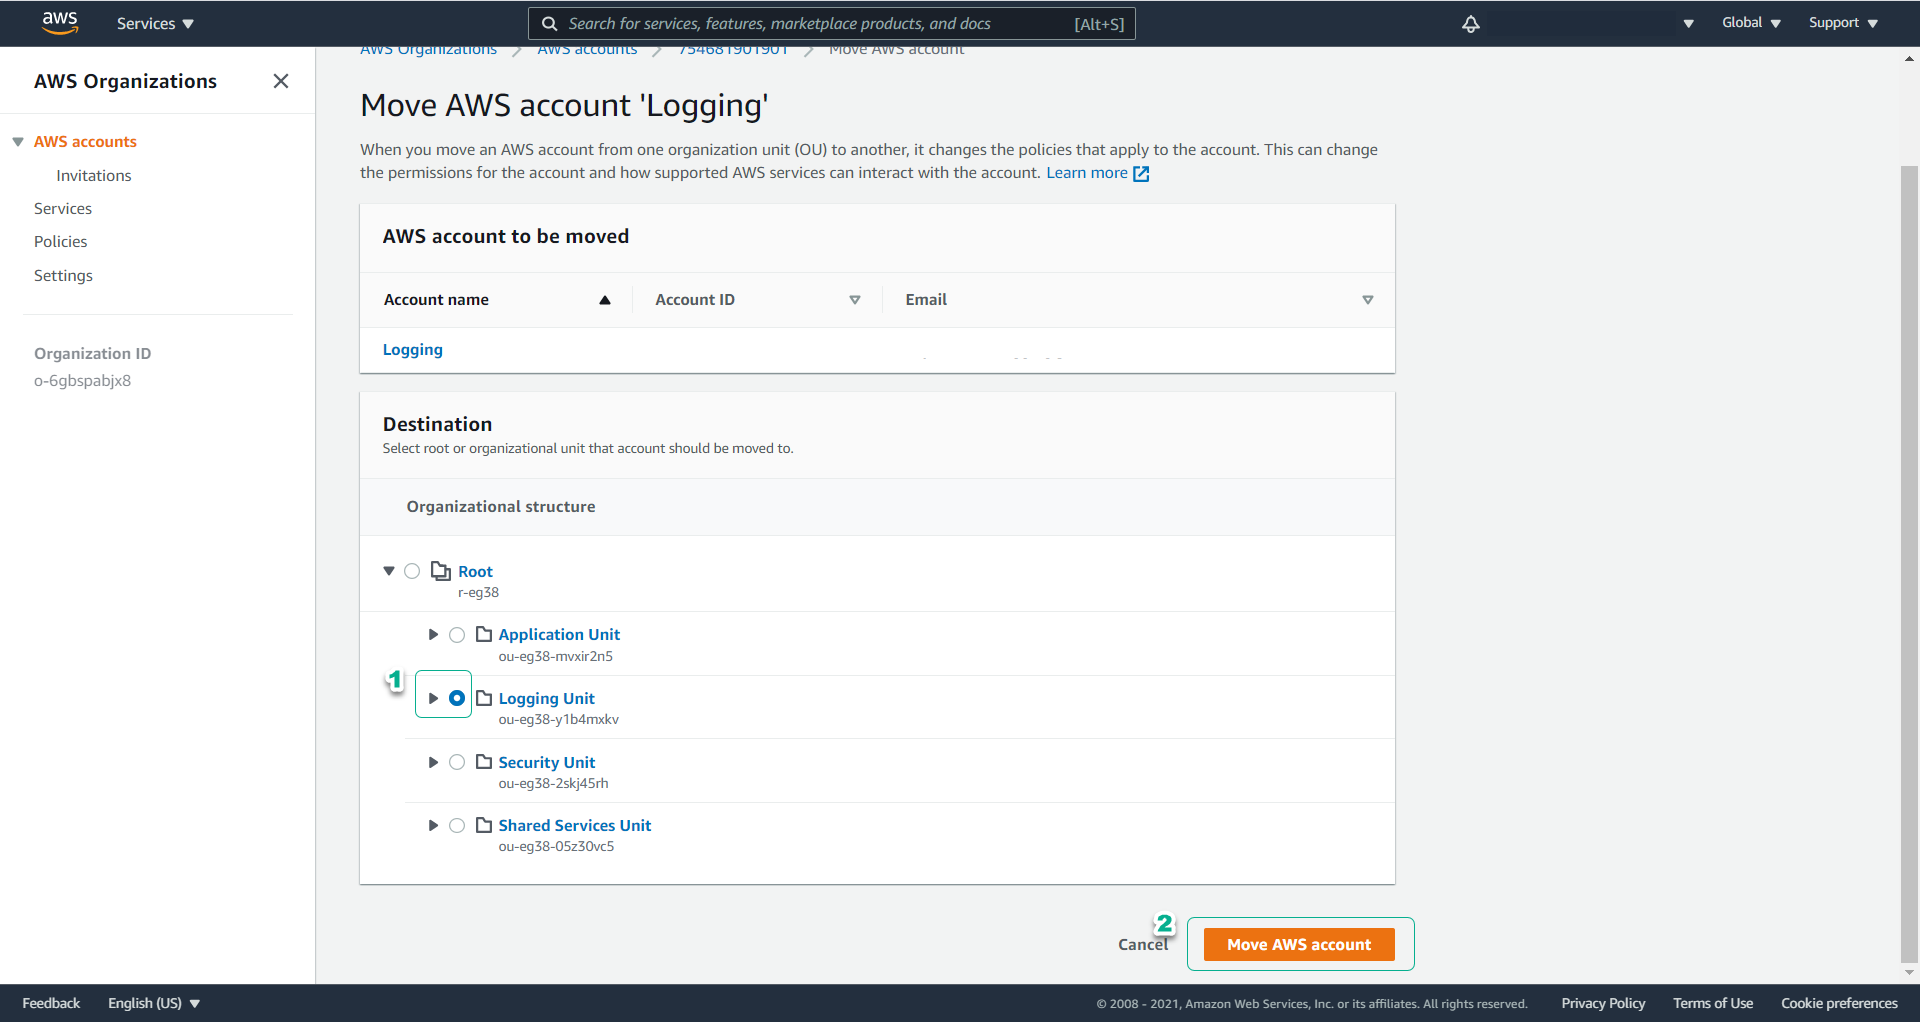 aws
Services
Search for services, features, marketplace products, and docs
[Alt+S]
Global
Support
AWS Organizations
AWS accounts
Invitations
Services
Policies
Settings
Organization ID
o-6gbspabjx8
AWS Organizations > AWS accounts > 754681901901 > Move AWS account
Move AWS account 'Logging'
When you move an AWS account from one organization unit (OU) to another, it changes the policies that apply to the account. This can change
the permissions for the account and how supported AWS services can interact with the account. Learn more
AWS account to be moved
Account name
Account ID
Email
Logging
Destination
Select root or organizational unit that account should be moved to.
Organizational structure
Root
r-eg38
Application Unit
ou-eg38-mvxir2n5
1
Logging Unit
ou-eg38-y1b4mxkv
Security Unit
ou-eg38-2skj45rh
Shared Services Unit
ou-eg38-05z30vc5
2
Cancel
Move AWS account
Feedback
English (US)
© 2008 - 2021, Amazon Web Services, Inc. or its affiliates. All rights reserved.
Privacy Policy
Terms of Use
Cookie preferences